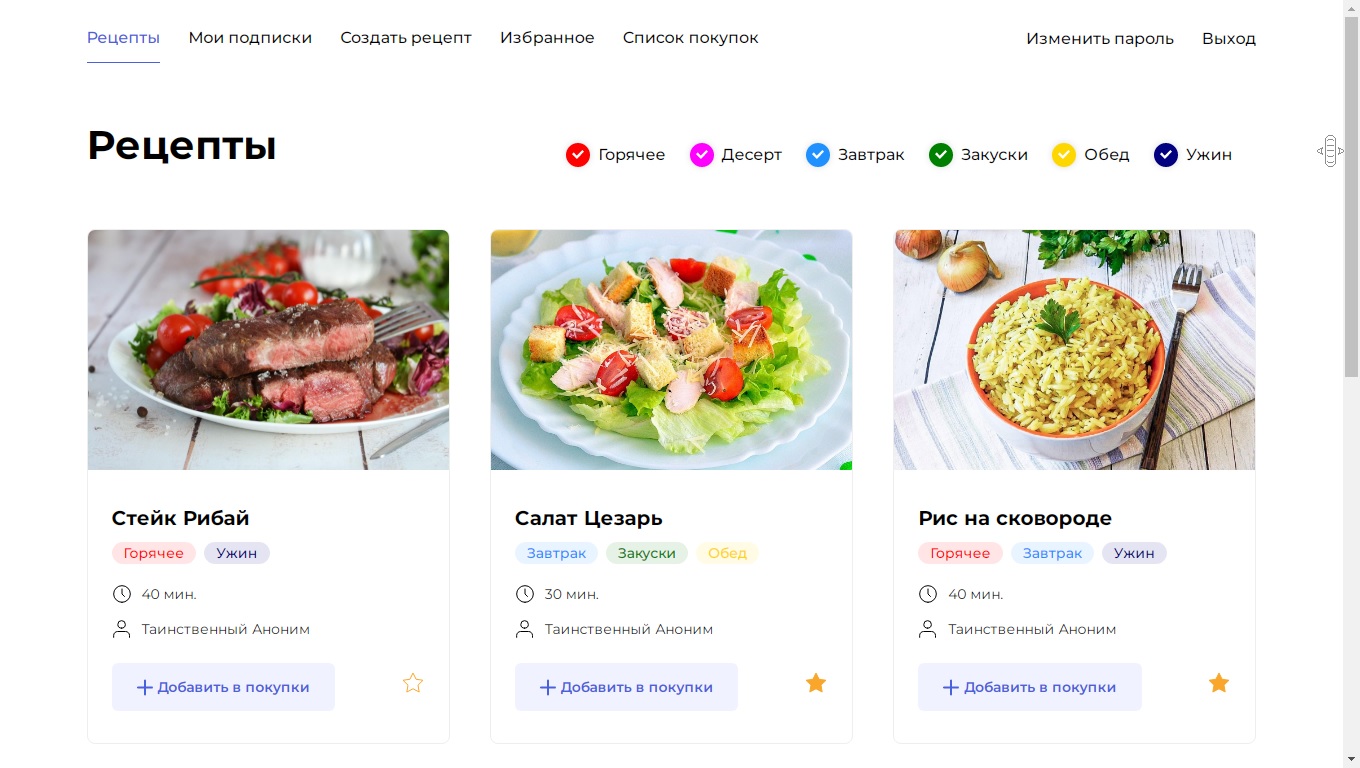 Рецепты Мои подписки Создать рецепт Избранное Список покупок Изменить пароль Выход
Рецепты
Горячее Десерт Завтрак Закуски Обед Ужин
Стейк Рибай
Горячее Ужин
40 мин.
Таинственный Аноним
Добавить в покупки
Салат Цезарь
Завтрак Закуски Обед
30 мин.
Таинственный Аноним
Добавить в покупки
Рис на сковороде
Горячее Завтрак Ужин
40 мин.
Таинственный Аноним
Добавить в покупки